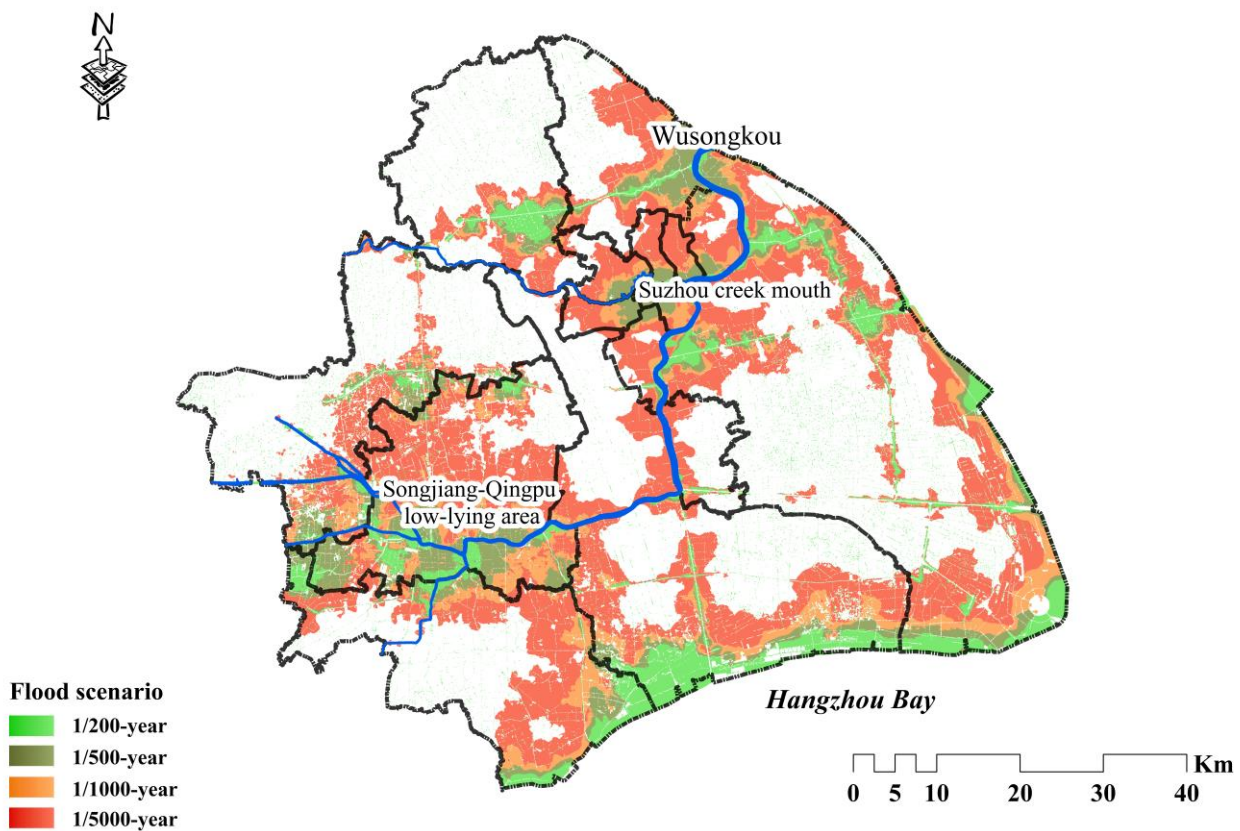 N
Wusongkou
Suzhou creek mouth
Songjiang-Qingpu
low-lying area
Hangzhou Bay
Flood scenario
1/200-year
1/500-year
1/1000-year
1/5000-year
Km
0 5 10 20 30 40